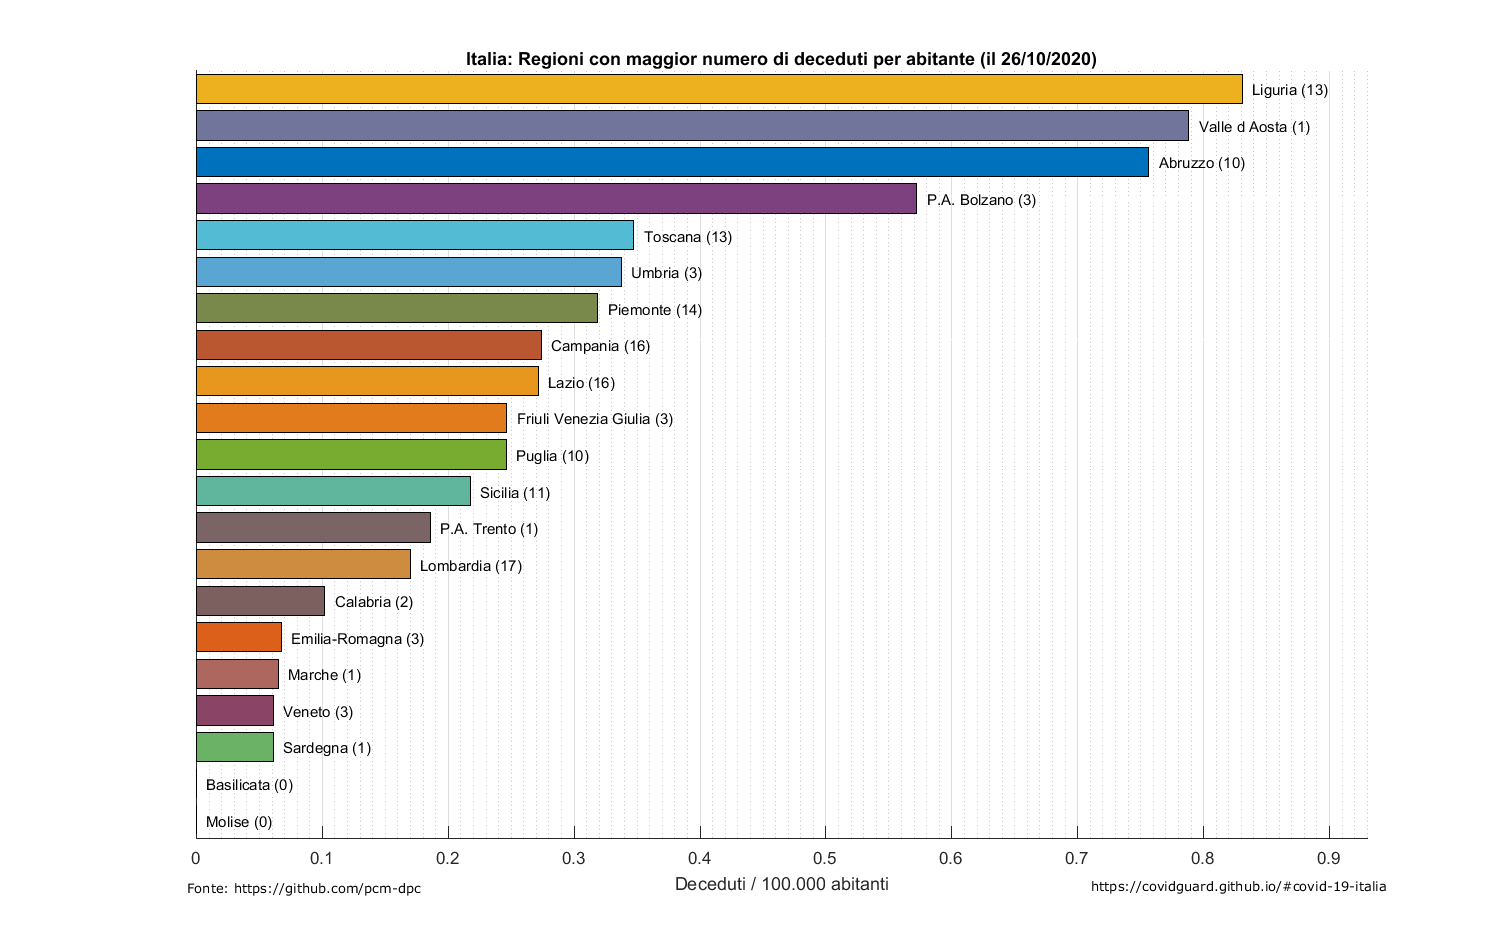 Italia: Regioni con maggior numero di deceduti per abitante (il 26/10/2020)
Liguria (13)
Valle d Aosta (1)
Abruzzo (10)
P.A. Bolzano (3)
Toscana (13)
Umbria (3)
Piemonte (14)
Campania (16)
Lazio (16)
Friuli Venezia Giulia (3)
Puglia (10)
Sicilia (11)
P.A. Trento (1)
Lombardia (17)
Calabria (2)
Emilia-Romagna (3)
Marche (1)
Veneto (3)
Sardegna (1)
Basilicata (0)
Molise (0)
0 0.1 0.2 0.3 0.4 0.5 0.6 0.7 0.8 0.9
Deceduti / 100.000 abitanti
Fonte: https://github.com/pcm-dpc
https://covidguard.github.io/#covid-19-italia